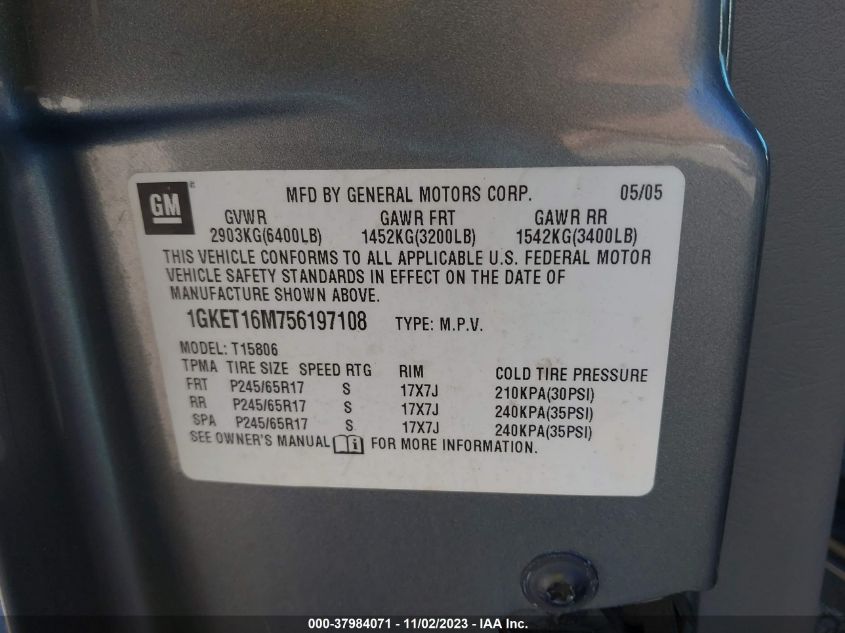 GM MFD BY GENERAL MOTORS CORP. 05/05
GVWR GAWR FRT GAWR RR
2903KG(6400LB) 1452KG(3200LB) 1542KG(3400LB)
THIS VEHICLE CONFORMS TO ALL APPLICABLE U.S. FEDERAL MOTOR
VEHICLE SAFETY STANDARDS IN EFFECT ON THE DATE OF
MANUFACTURE SHOWN ABOVE.
1GKET16M756197108 TYPE: M.P.V.
MODEL: T15806
TPMA TIRE SIZE SPEED RTG RIM COLD TIRE PRESSURE
FRT P245/65R17 S 17X7J 210KPA(30PSI)
RR P245/65R17 S 17X7J 240KPA(35PSI)
SPA P245/65R17 S 17X7J 240KPA(35PSI)
SEE OWNER'S MANUAL i FOR MORE INFORMATION.
000-37984071 - 11/02/2023 - IAA Inc.